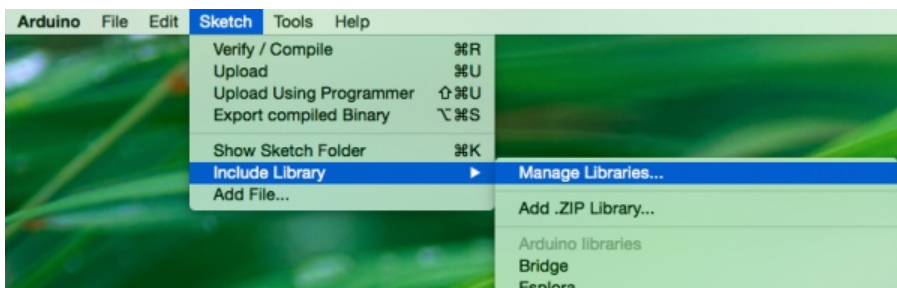 Arduino File Edit Sketch Tools Help
Verify / Compile ⌘R
Upload ⌘U
Upload Using Programmer ⇧⌘U
Export compiled Binary ⌥⌘S
Show Sketch Folder ⌘K
Include Library ▶
Add File...
Manage Libraries...
Add .ZIP Library...
Arduino libraries
Bridge
Esplora